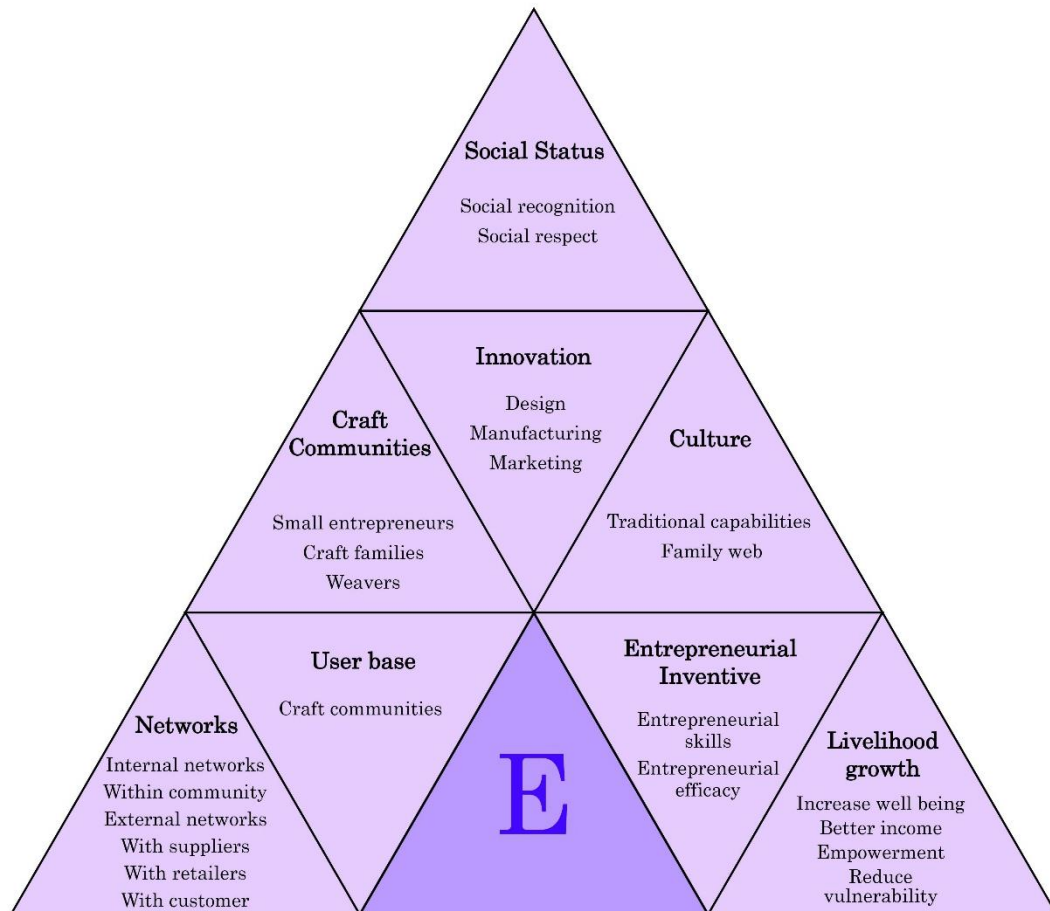 Social Status
Social recognition
Social respect
Innovation
Design
Manufacturing
Marketing
Craft
Communities
Small entrepreneurs
Craft families
Weavers
Culture
Traditional capabilities
Family web
Networks
Internal networks
Within community
External networks
With suppliers
With retailers
With customer
User base
Craft communities
E
Entrepreneurial
Inventive
Entrepreneurial
skills
Entrepreneurial
efficacy
Livelihood
growth
Increase well being
Better income
Empowerment
Reduce
vulnerability